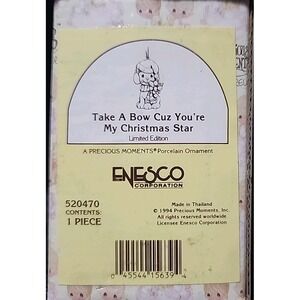 Take A Bow Cuz You're
My Christmas Star
Limited Edition
A PRECIOUS MOMENTS® Porcelain Ornament
ENESCO
CORPORATION
520470
CONTENTS:
1 PIECE
Made in Thailand
© 1994 Precious Moments, Inc.
All rights reserved worldwide
Licensee Enesco Corporation
0 45544 15639 4